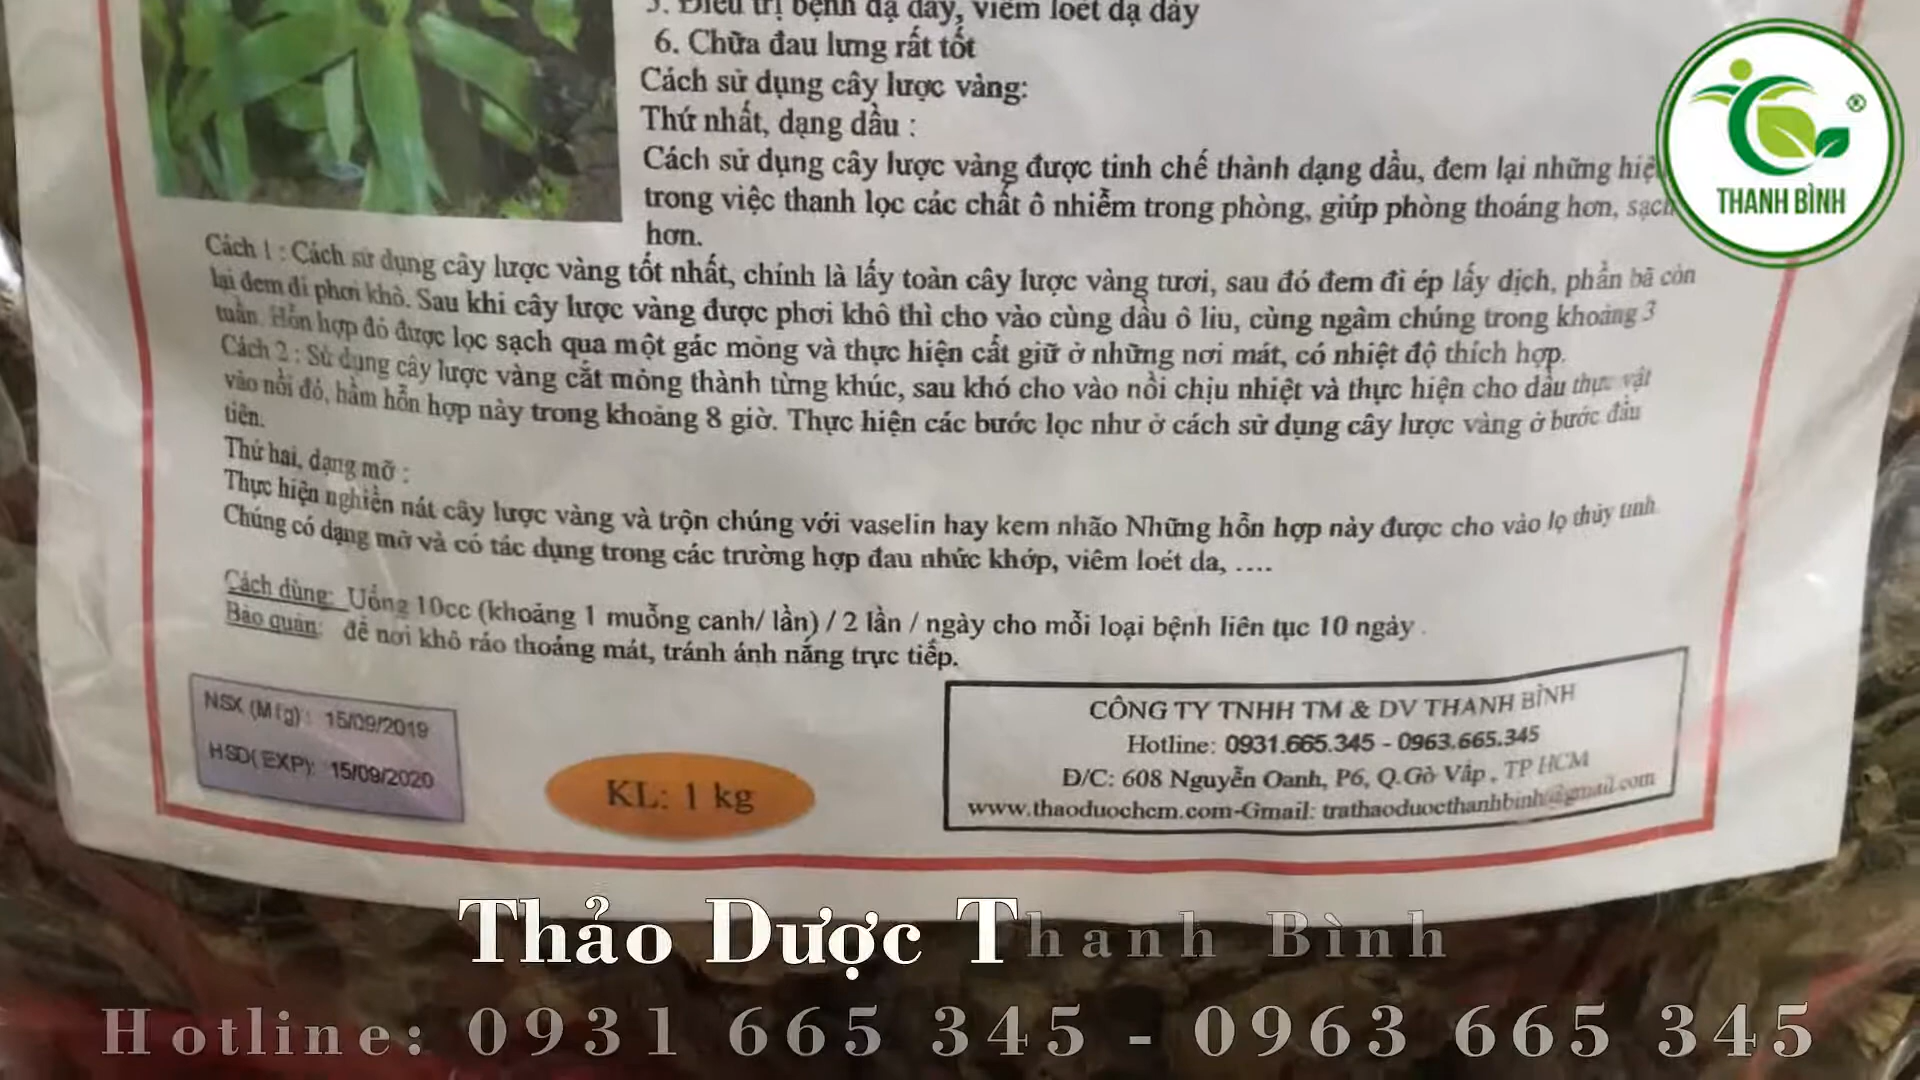 5. Điều trị bệnh dạ dày, viêm loét dạ dày
6. Chữa đau lưng rất tốt
Cách sử dụng cây lược vàng:
Thứ nhất, dạng dầu :
Cách sử dụng cây lược vàng được tinh chế thành dạng dầu, đem lại những
trong việc thanh lọc các chất ô nhiễm trong phòng, giúp phòng thoáng hơn, sạch
hơn.
Cách 1 : Cách sử dụng cây lược vàng tốt nhất, chính là lấy toàn cây lược vàng tươi, sau đó đem đi ép lấy dịch, phần bã còn
lại đem đi phơi khô. Sau khi cây lược vàng được phơi khô thì cho vào cùng dầu ô liu, cùng ngâm chúng trong khoảng 3
tuần. Hỗn hợp đó được lọc sạch qua một gác mỏng và thực hiện cất giữ ở những nơi mát, có nhiệt độ thích hợp.
Cách 2 : Sử dụng cây lược vàng cắt mỏng thành từng khúc, sau khó cho vào nồi chịu nhiệt và thực hiện cho dầu thực vật
vào nồi đó, hầm hỗn hợp này trong khoảng 8 giờ. Thực hiện các bước lọc như ở cách sử dụng cây lược vàng ở bước đầu
tiên.
Thứ hai, dạng mỡ :
Thực hiện nghiền nát cây lược vàng và trộn chúng với vaselin hay kem nhão Những hỗn hợp này được cho vào lọ thủy tinh
Chúng có dạng mỡ và có tác dụng trong các trường hợp đau nhức khớp, viêm loét da, ….
Cách dùng: Uống 10cc (khoảng 1 muỗng canh/ lần) / 2 lần / ngày cho mỗi loại bệnh liên tục 10 ngày .
Bảo quản: để nơi khô ráo thoáng mát, tránh ánh nắng trực tiếp.
NSX (Mfg) : 15/09/2019
HSD( EXP): 15/09/2020
KL: 1 kg
CÔNG TY TNHH TM & DV THANH BÌNH
Hotline: 0931.665.345 - 0963.665.345
Đ/C: 608 Nguyễn Oanh, P6, Q.Gò Vấp , TP HCM
www.thaoduochcm.com-Gmail: trathaoduocthanhbinh@gmail.com
THANH BÌNH
®
Thảo Dược Thanh Bình
Hotline: 0931 665 345 - 0963 665 345